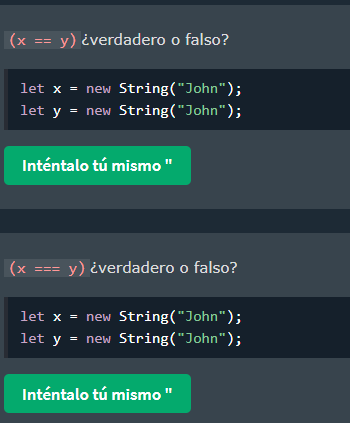 (x == y)¿verdadero o falso?
let x = new String("John");
let y = new String("John");
Inténtalo tú mismo "
(x === y)¿verdadero o falso?
let x = new String("John");
let y = new String("John");
Inténtalo tú mismo "